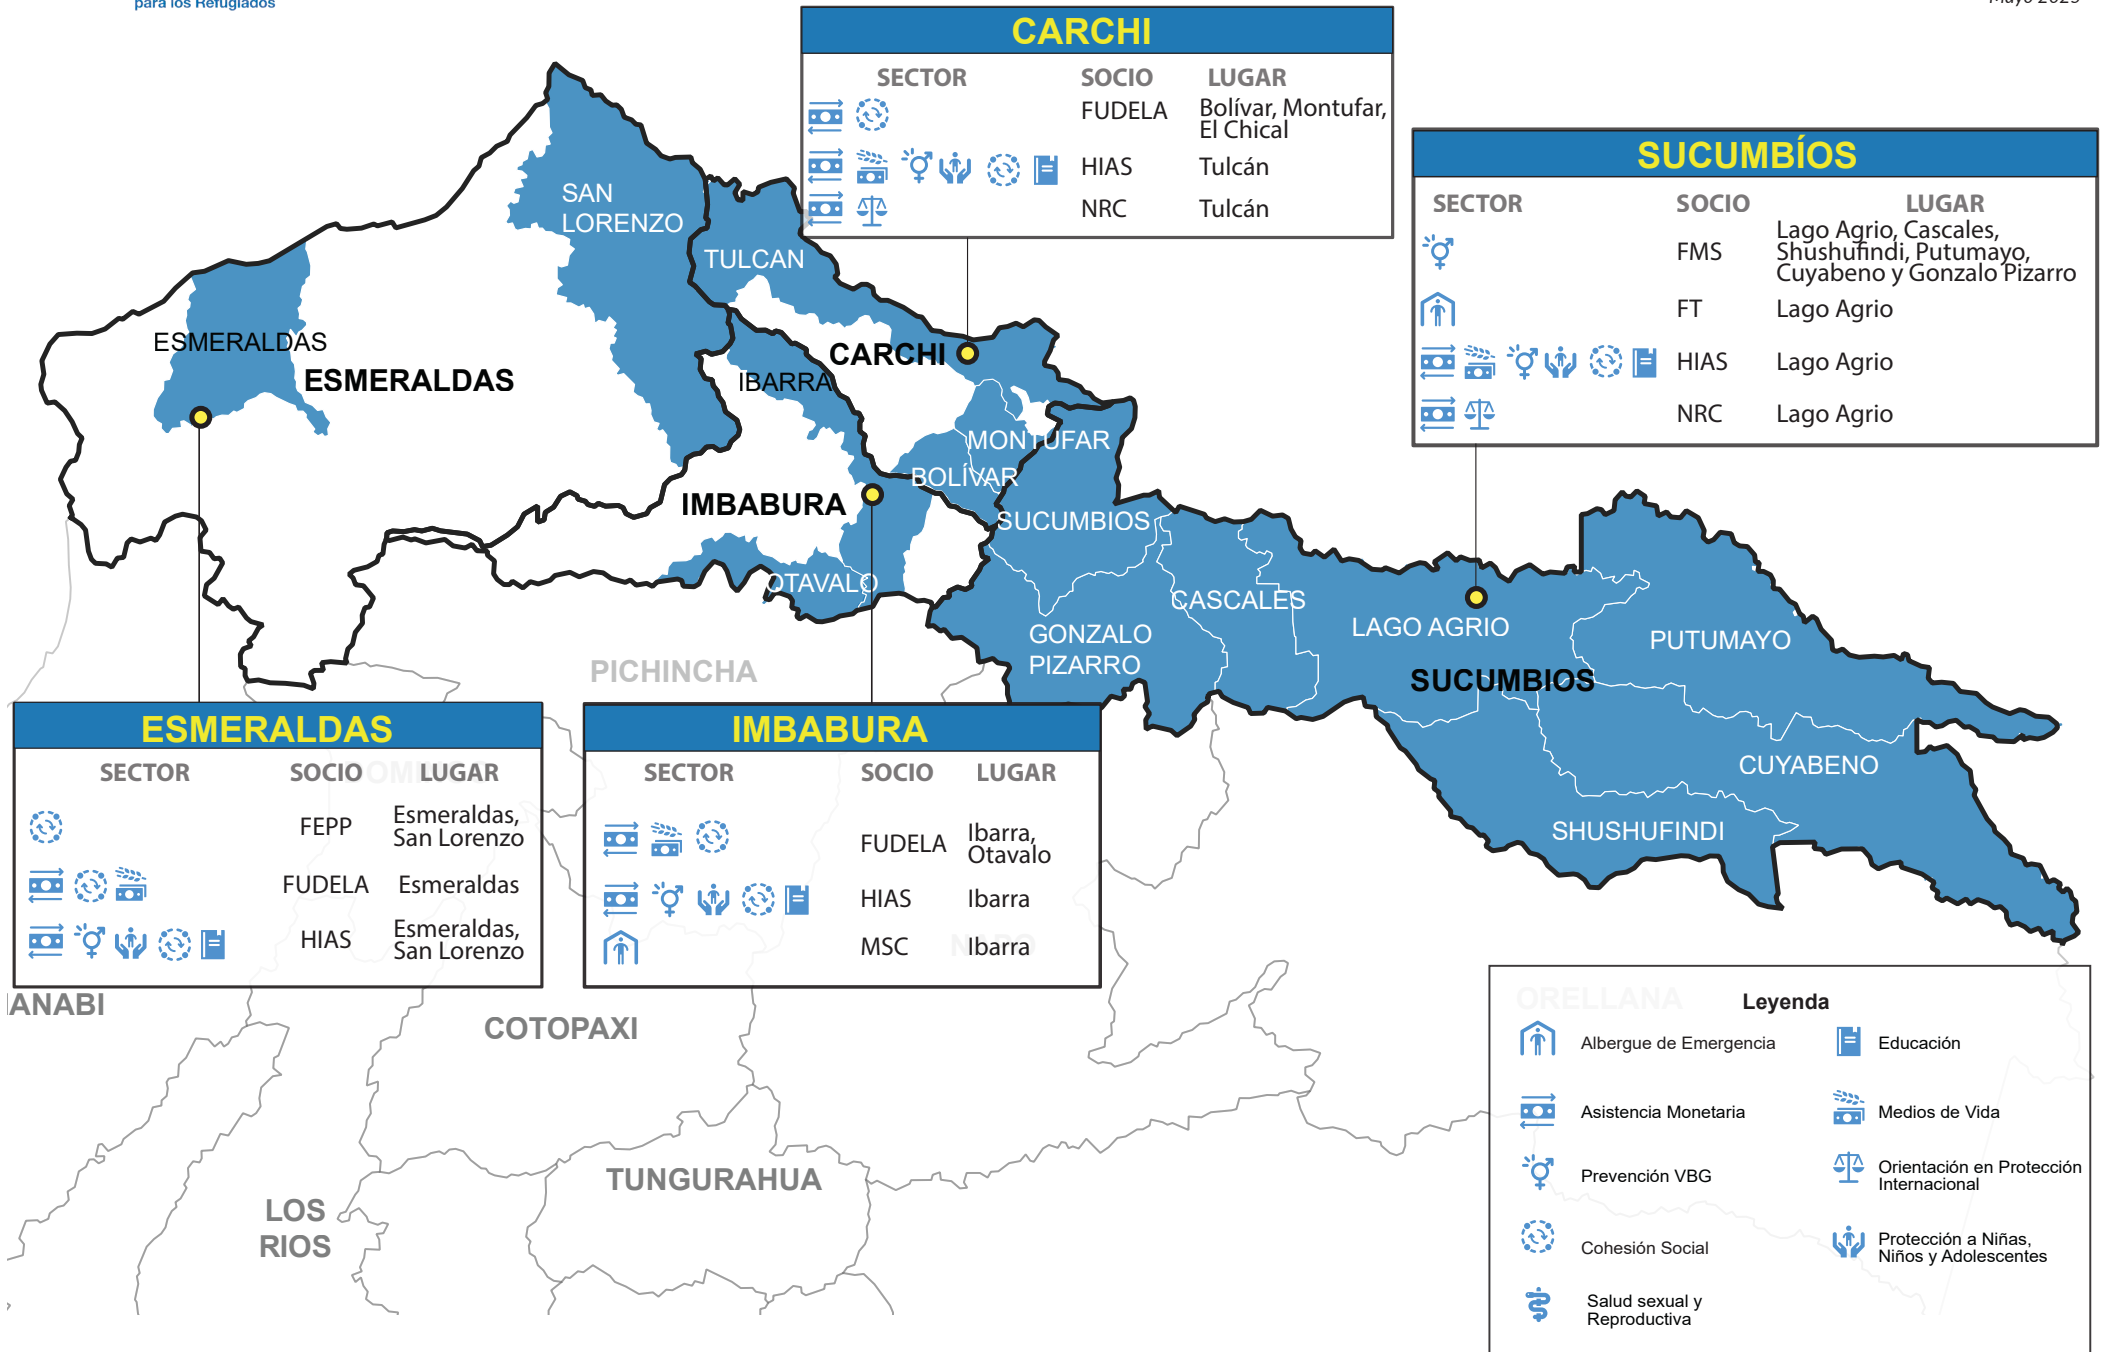 para los Refugiados
Mayo 2023
CARCHI
SECTOR SOCIO LUGAR
FUDELA Bolívar, Montufar,
El Chical
HIAS Tulcán
NRC Tulcán
SUCUMBÍOS
SECTOR SOCIO LUGAR
FMS Lago Agrio, Cascales,
Shushufindi, Putumayo,
Cuyabeno y Gonzalo Pizarro
FT Lago Agrio
HIAS Lago Agrio
NRC Lago Agrio
SAN
LORENZO
TULCAN
ESMERALDAS
ESMERALDAS
CARCHI
IBARRA
MONTUFAR
BOLÍVAR
IMBABURA
SUCUMBIOS
OTAVALO
CASCALES
GONZALO
PIZARRO
LAGO AGRIO
PUTUMAYO
SUCUMBIOS
PICHINCHA
CUYABENO
SHUSHUFINDI
ESMERALDAS
SECTOR SOCIO LUGAR
FEPP Esmeraldas,
San Lorenzo
FUDELA Esmeraldas
HIAS Esmeraldas,
San Lorenzo
IMBABURA
SECTOR SOCIO LUGAR
FUDELA Ibarra,
Otavalo
HIAS Ibarra
MSC Ibarra
IANABI
COTOPAXI
TUNGURAHUA
LOS
RIOS
ORELLANA
Leyenda
Albergue de Emergencia
Educación
Asistencia Monetaria
Medios de Vida
Prevención VBG
Orientación en Protección
Internacional
Cohesión Social
Protección a Niñas,
Niños y Adolescentes
Salud sexual y
Reproductiva